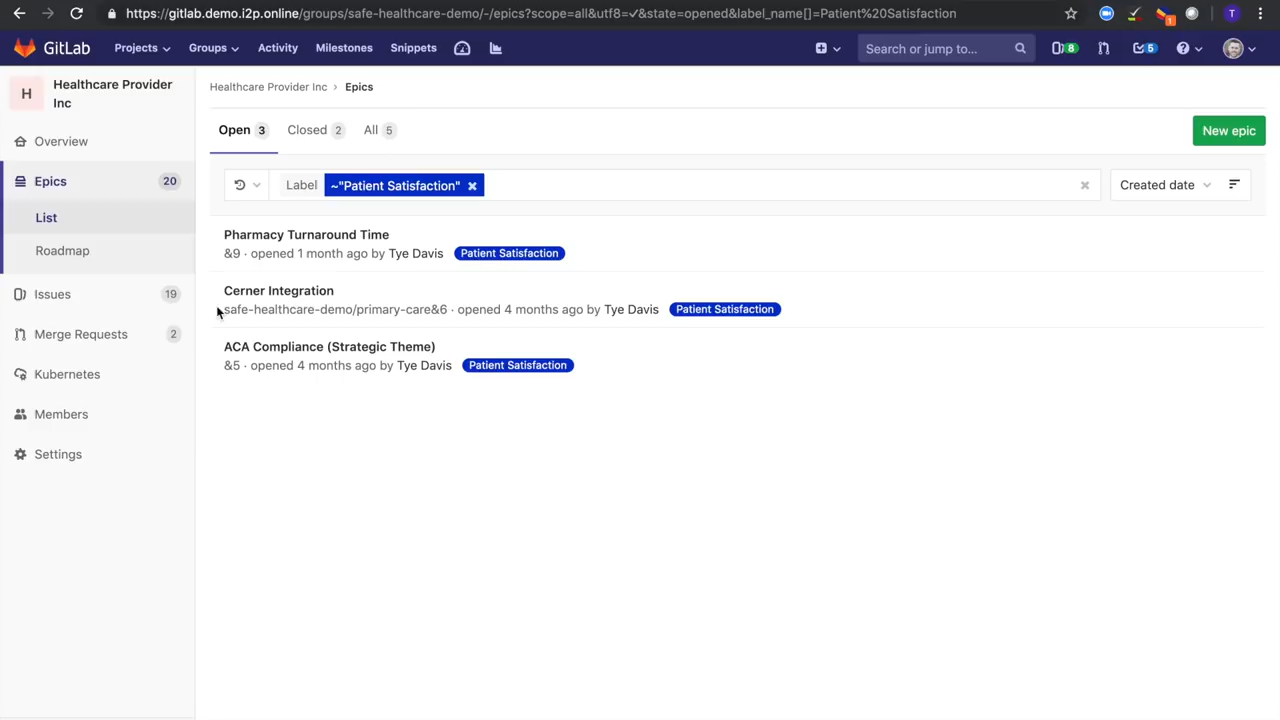 https://gitlab.demo.i2p.online/groups/safe-healthcare-demo/-/epics?scope=all&utf8=✓&state=opened&label_name[]=Patient%20Satisfaction
1
T
GitLab Projects Groups Activity Milestones Snippets Search or jump to... 8 5 ?
H Healthcare Provider Inc
Overview
Epics 20
List
Roadmap
Issues 19
Merge Requests 2
Kubernetes
Members
Settings
Healthcare Provider Inc › Epics
Open 3 Closed 2 All 5 New epic
Label ~"Patient Satisfaction" Created date
Pharmacy Turnaround Time
&9 · opened 1 month ago by Tye Davis Patient Satisfaction
Cerner Integration
safe-healthcare-demo/primary-care&6 · opened 4 months ago by Tye Davis Patient Satisfaction
ACA Compliance (Strategic Theme)
&5 · opened 4 months ago by Tye Davis Patient Satisfaction